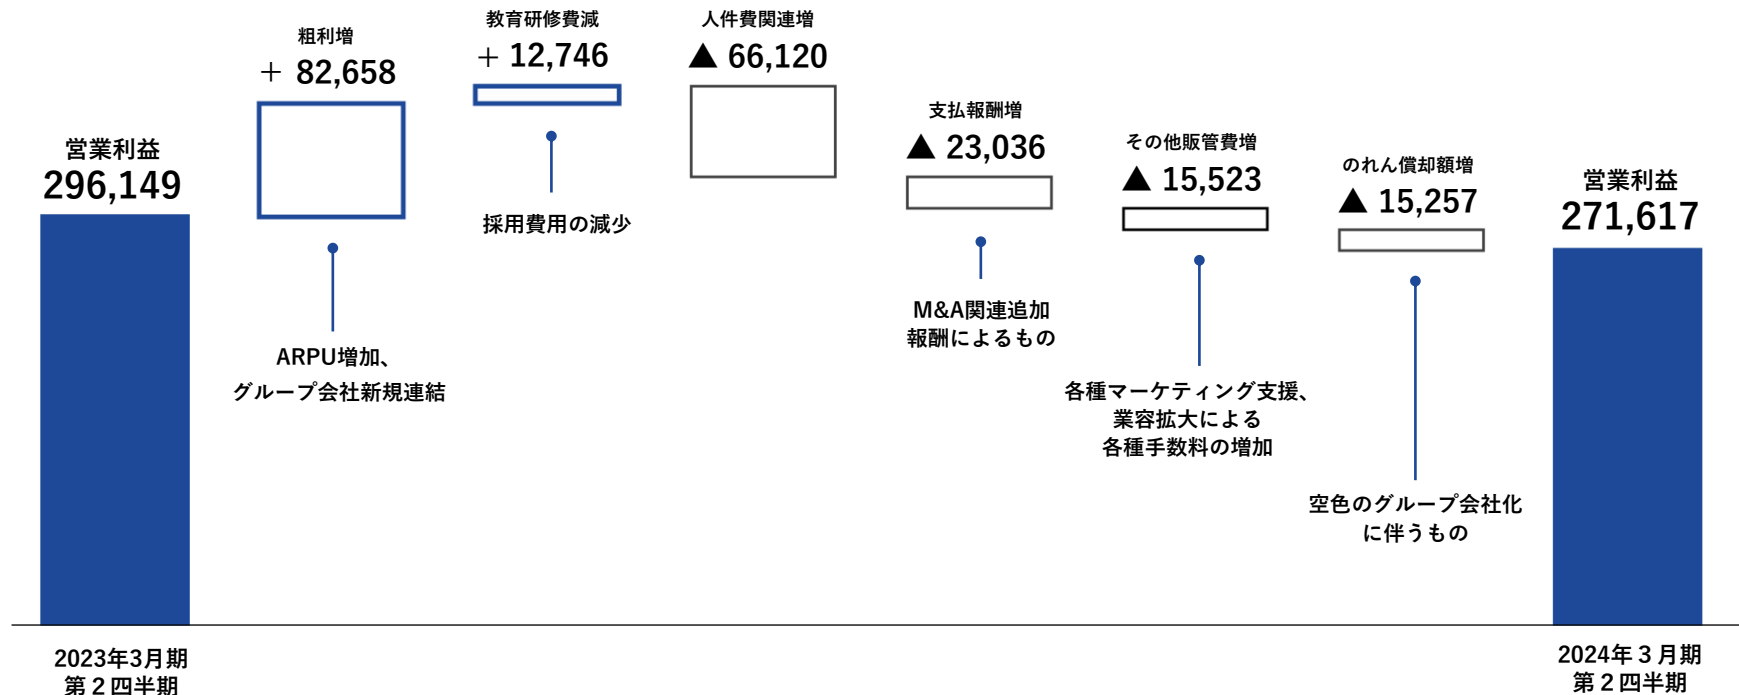 営業利益
296,149
粗利増
＋ 82,658
教育研修費減
＋ 12,746
人件費関連増
▲ 66,120
支払報酬増
▲ 23,036
その他販管費増
▲ 15,523
のれん償却額増
▲ 15,257
営業利益
271,617
ARPU増加、
グループ会社新規連結
採用費用の減少
M&A関連追加
報酬によるもの
各種マーケティング支援、
業容拡大による
各種手数料の増加
空色のグループ会社化
に伴うもの
2023年3月期
第２四半期
2024年３月期
第２四半期